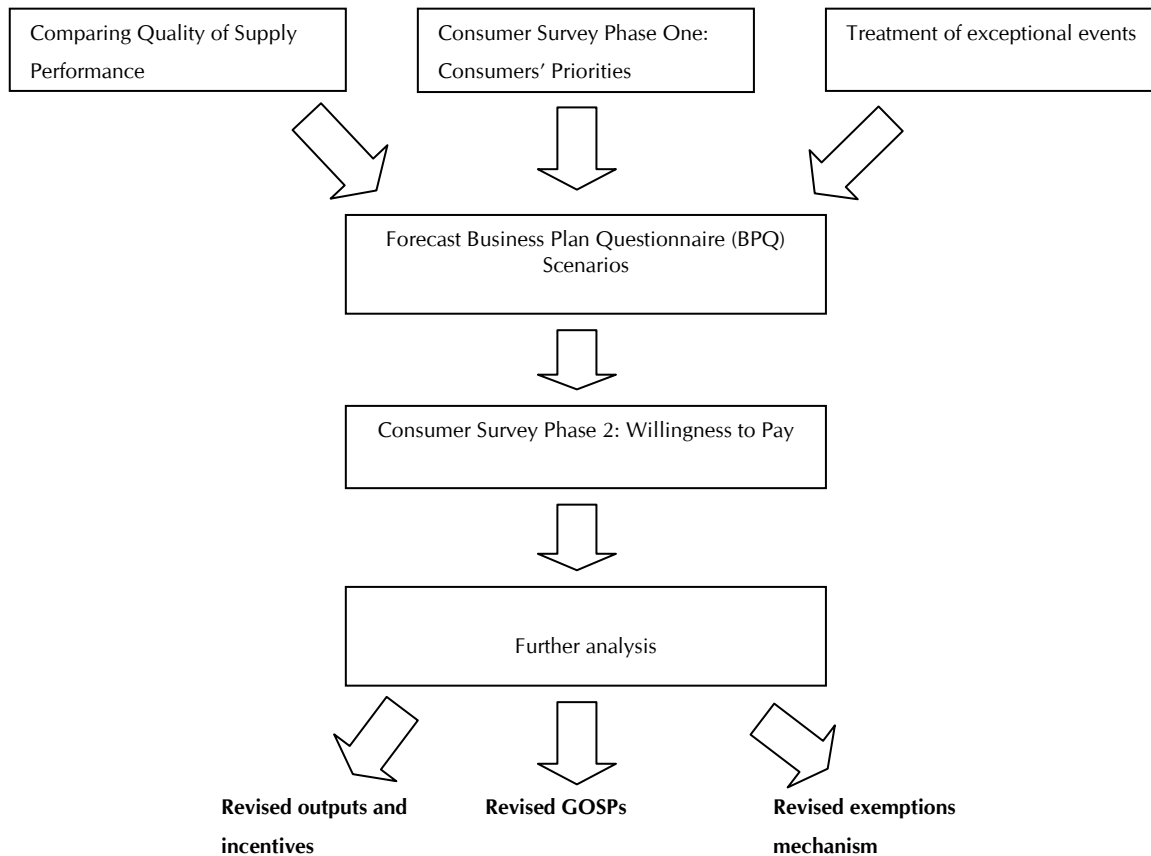 Comparing Quality of Supply
Performance
Consumer Survey Phase One:
Consumers' Priorities
Treatment of exceptional events
Forecast Business Plan Questionnaire (BPQ)
Scenarios
Consumer Survey Phase 2: Willingness to Pay
Further analysis
Revised outputs and
incentives
Revised GOSPs
Revised exemptions
mechanism